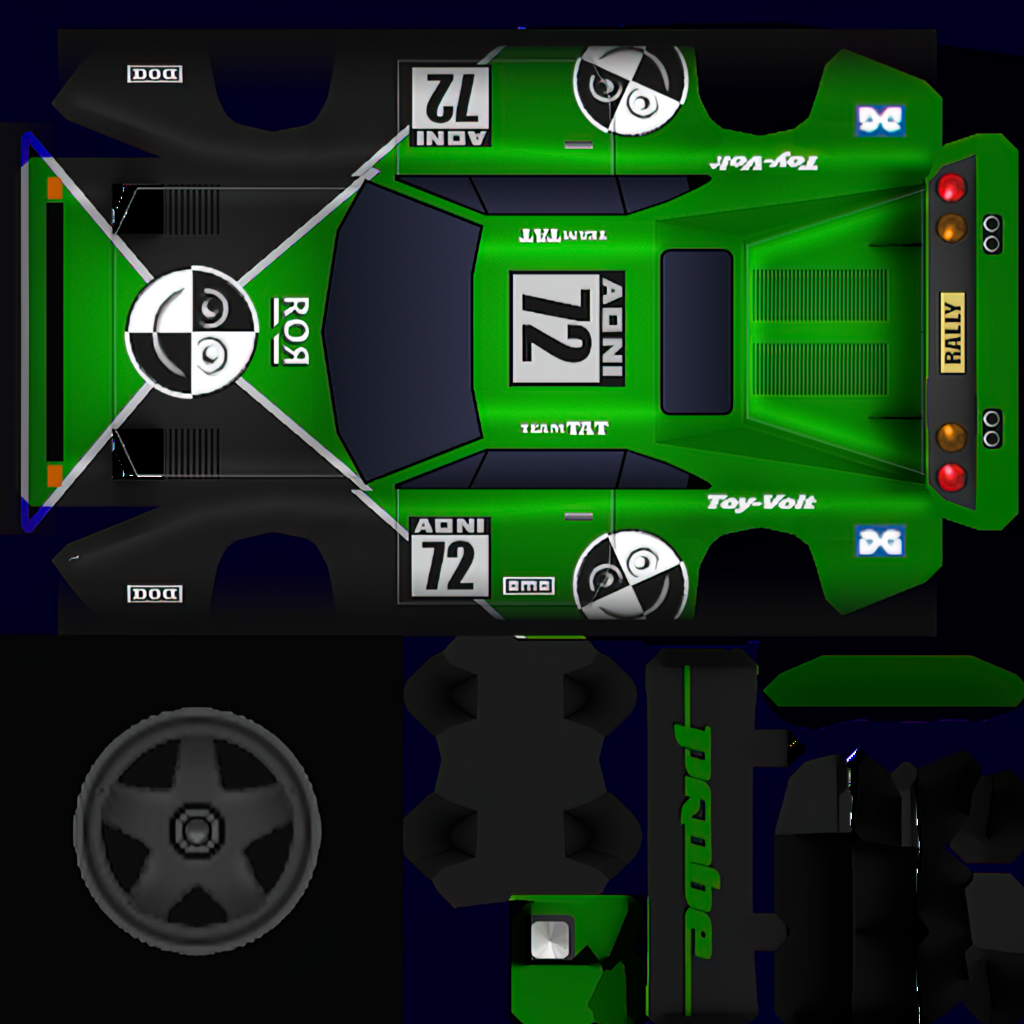 DOD
72
AONI
Toy-Volt
TEAM TAT
ROR
72
AONI
RALLY
TEAM TAT
Toy-Volt
AONI
72
OMO
DOD
probe